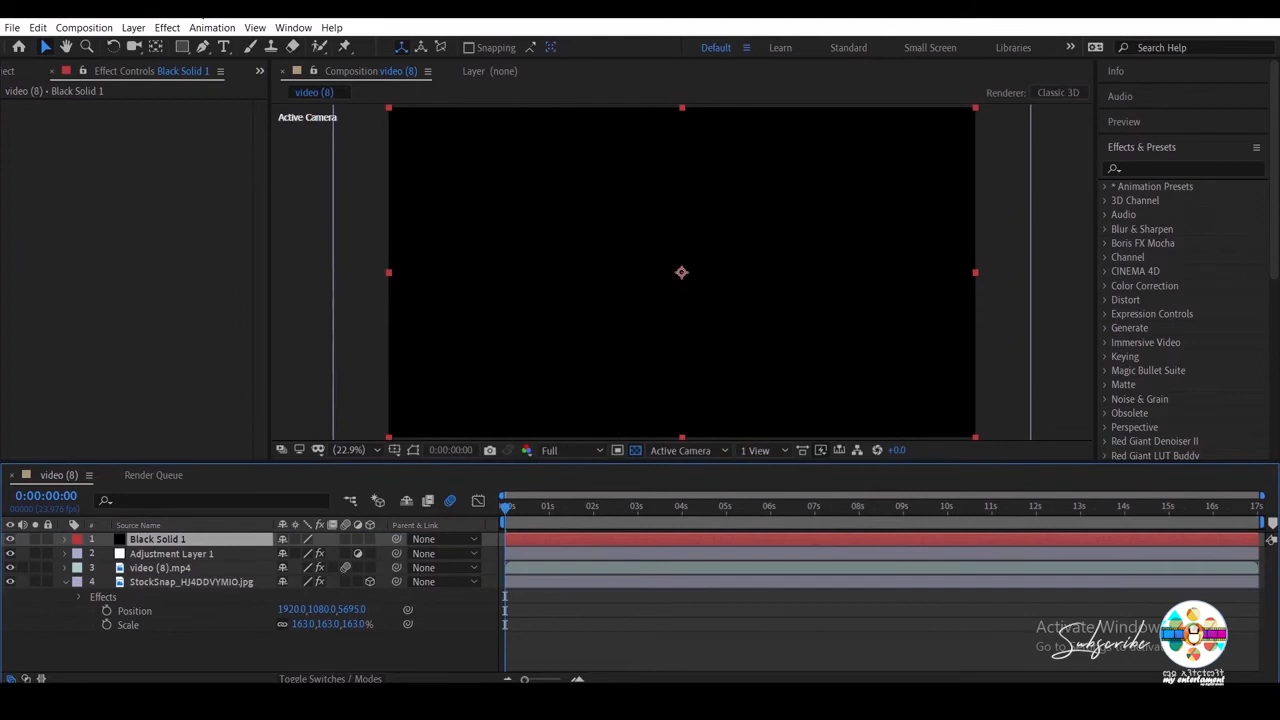 File Edit Composition Layer Effect Animation View Window Help
Snapping
Default Learn Standard Small Screen Libraries Search Help
ject Effect Controls Black Solid 1 Composition video (8) Layer (none) Info
video (8) • Black Solid 1 video (8) Renderer: Classic 3D
Active Camera
Audio
Preview
Effects & Presets
* Animation Presets
3D Channel
Audio
Blur & Sharpen
Boris FX Mocha
Channel
CINEMA 4D
Color Correction
Distort
Expression Controls
Generate
Immersive Video
Keying
Magic Bullet Suite
Matte
Noise & Grain
Obsolete
Perspective
Red Giant Denoiser II
Red Giant LUT Buddy
(22.9%) 0:00:00:00 Full Active Camera 1 View +0.0
video (8) Render Queue
0:00:00:00
00000 (23.976 fps)
01s 02s 03s 04s 05s 06s 07s 08s 09s 10s 11s 12s 13s 14s 15s 16s 17s
# Source Name Parent & Link
1 Black Solid 1 None
2 Adjustment Layer 1 None
3 video (8).mp4 None
4 StockSnap_HJ4DDVYMIO.jpg None
Effects
Position 1920.0,1080.0,5695.0
Scale 163.0,163.0,163.0%
Activate Window
Go to
Subscribe
my entertament
Toggle Switches / Modes